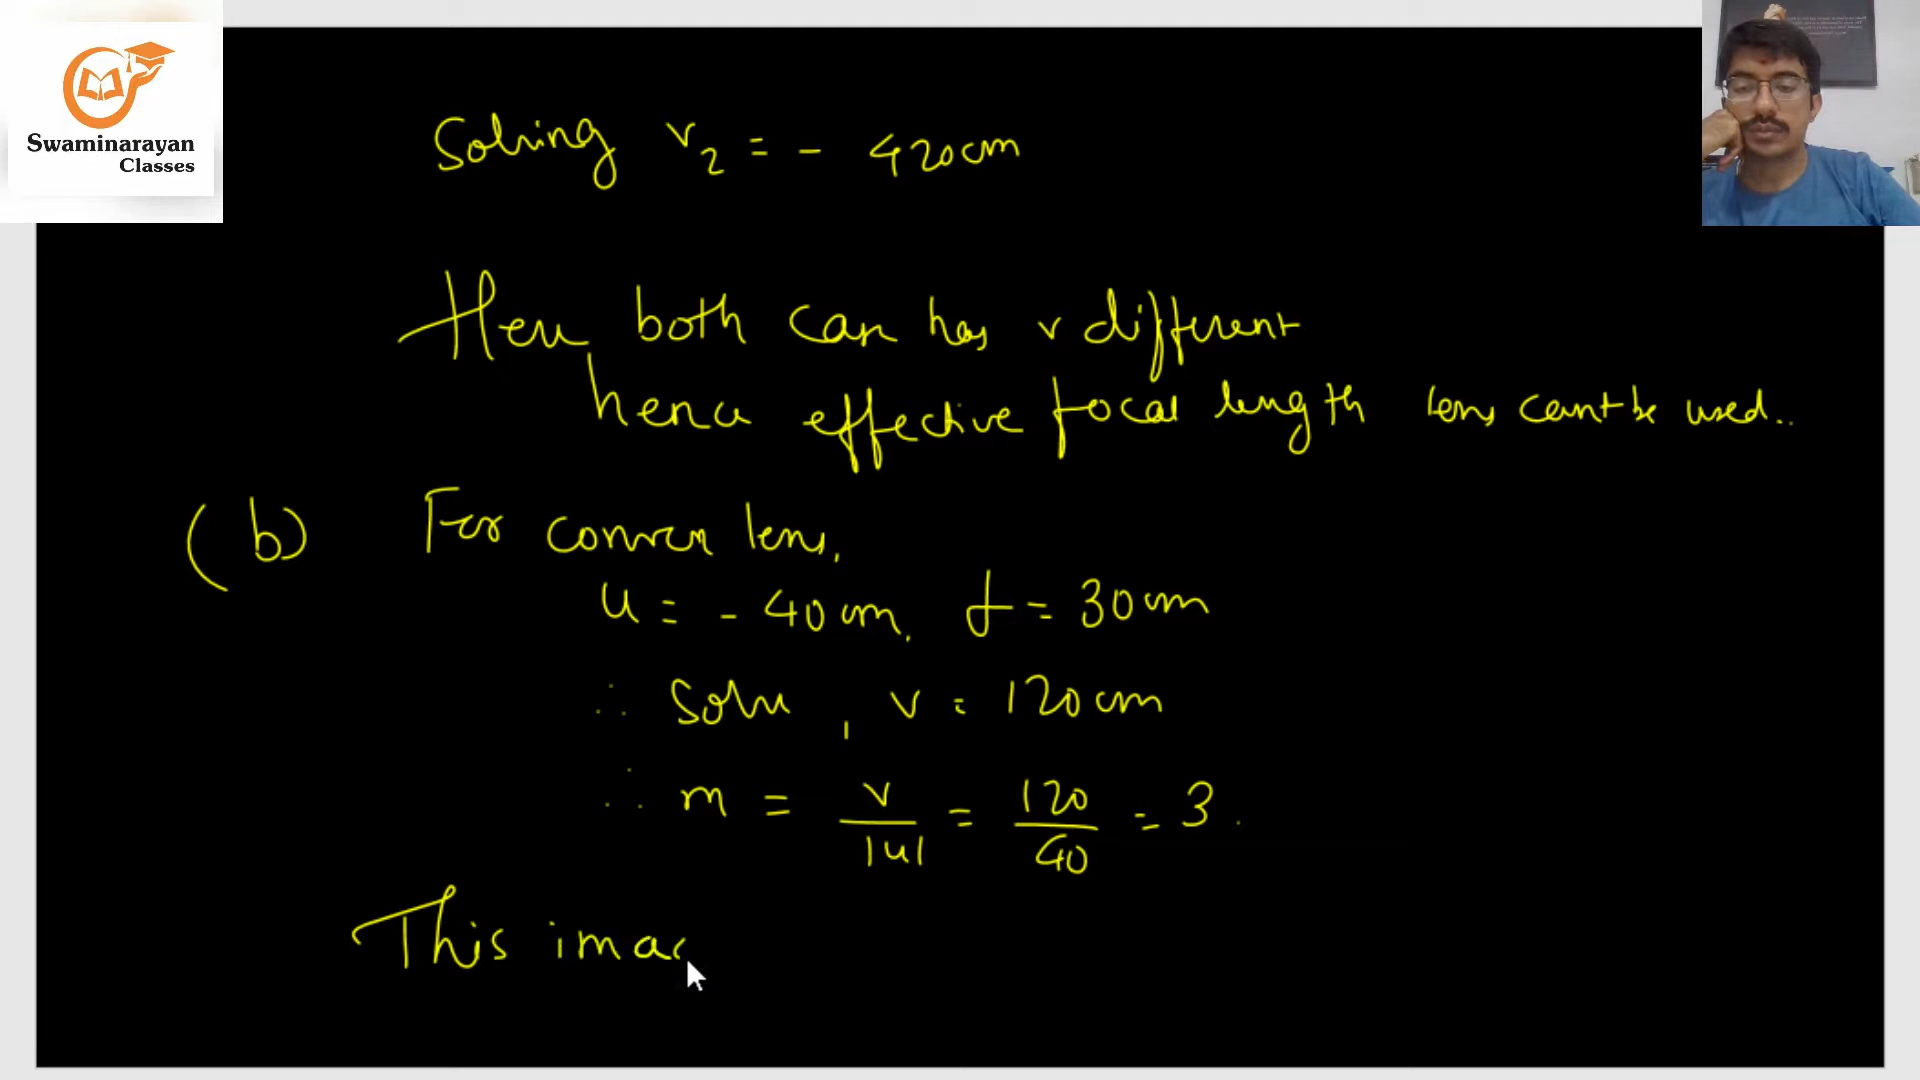 Swaminarayan
Classes
Solving v₂ = - 420cm
Here, both can has v different
hence effective focal length lens cant be used..
(b) For convex lens,
u = - 40 cm, f = 30 cm
∴ Solve, v = 120 cm
∴ m = v/|u| = 120/40 = 3.
This imag